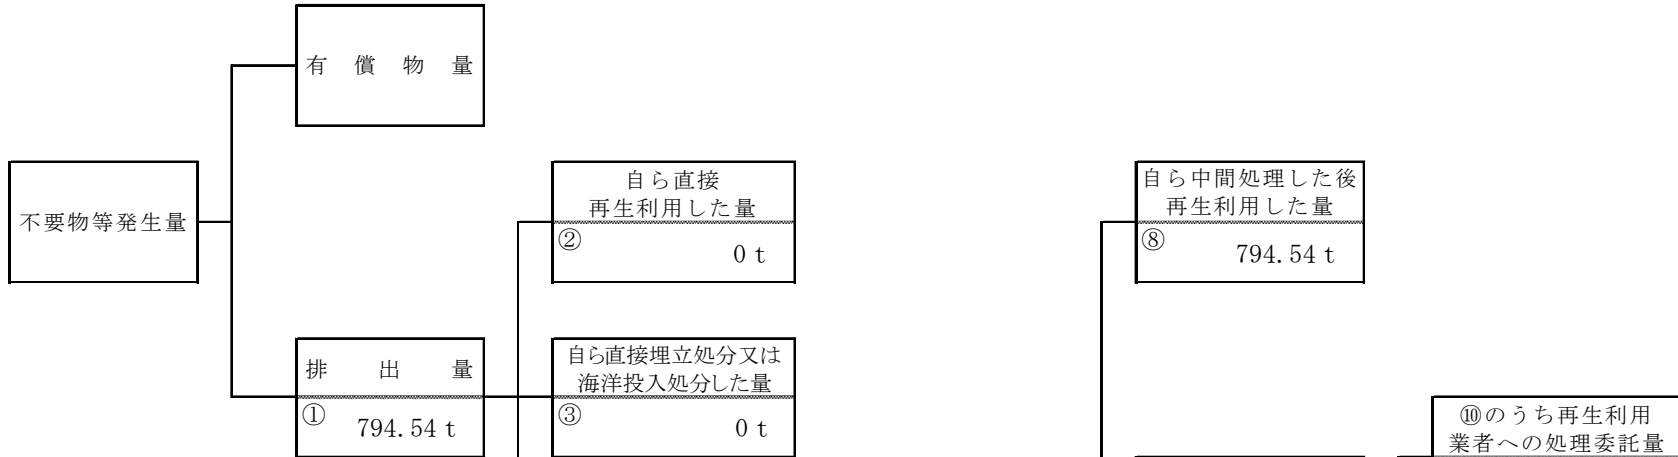 有償物量
不要物等発生量
自ら直接
再生利用した量
②
0 t
自ら中間処理した後
再生利用した量
⑧
794.54 t
排出量
①
794.54 t
自ら直接埋立処分又は
海洋投入処分した量
③
0 t
⑩のうち再生利用
業者への処理委託量